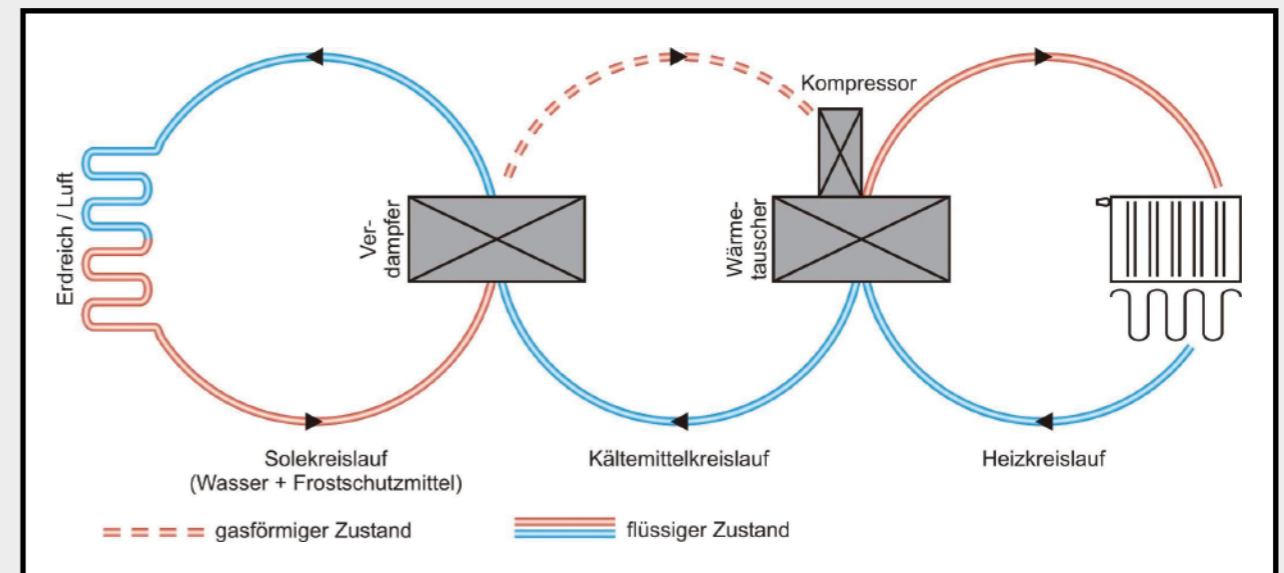 Kompressor
Erdreich / Luft
Ver-
dampfer
Wärme-
tauscher
Solekreislauf
(Wasser + Frostschutzmittel)
Kältemittelkreislauf
Heizkreislauf
gasförmiger Zustand
flüssiger Zustand